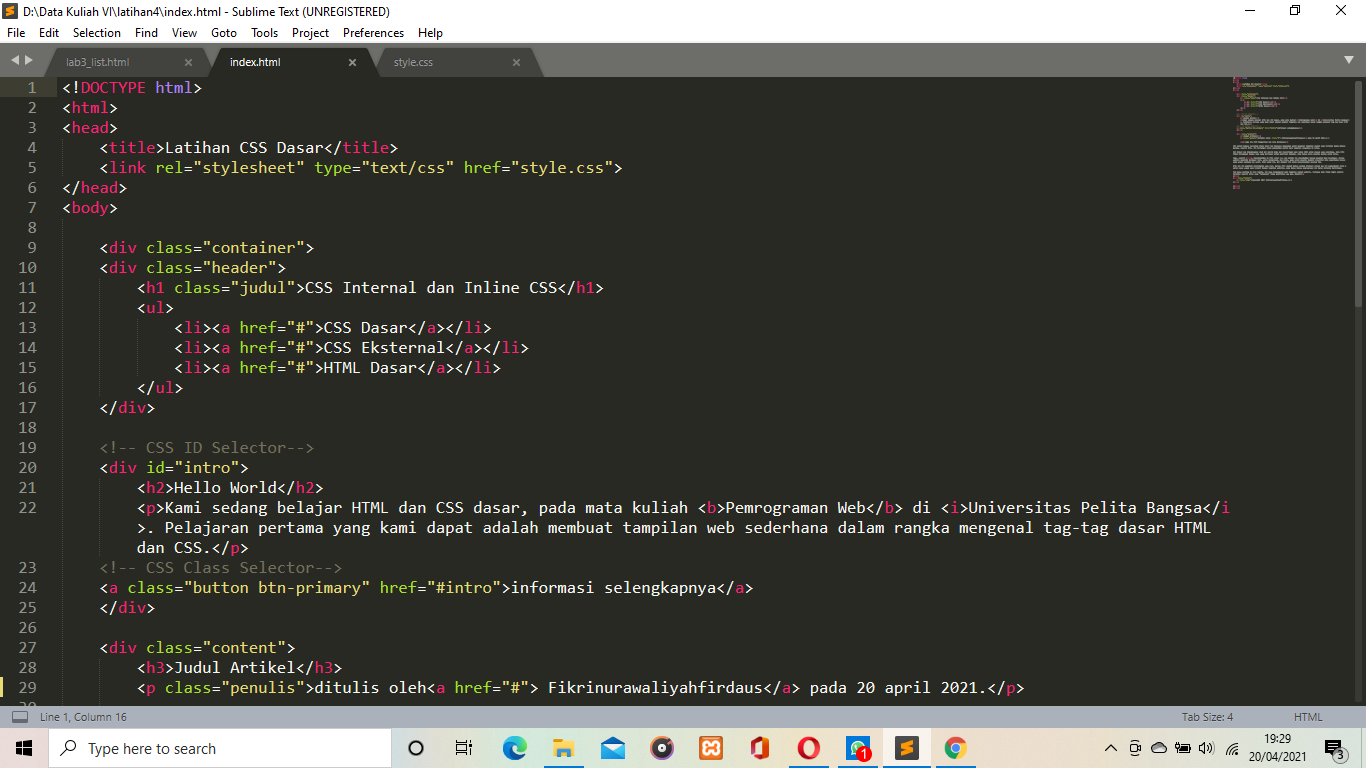 D:\Data Kuliah VI\latihan4\index.html - Sublime Text (UNREGISTERED)
File Edit Selection Find View Goto Tools Project Preferences Help
lab3_list.html × index.html × style.css ×
1 <!DOCTYPE html>
2 <html>
3 <head>
4 <title>Latihan CSS Dasar</title>
5 <link rel="stylesheet" type="text/css" href="style.css">
6 </head>
7 <body>
8
9 <div class="container">
10 <div class="header">
11 <h1 class="judul">CSS Internal dan Inline CSS</h1>
12 <ul>
13 <li><a href="#">CSS Dasar</a></li>
14 <li><a href="#">CSS Eksternal</a></li>
15 <li><a href="#">HTML Dasar</a></li>
16 </ul>
17 </div>
18
19 <!-- CSS ID Selector-->
20 <div id="intro">
21 <h2>Hello World</h2>
22 <p>Kami sedang belajar HTML dan CSS dasar, pada mata kuliah <b>Pemrograman Web</b> di <i>Universitas Pelita Bangsa</i
>. Pelajaran pertama yang kami dapat adalah membuat tampilan web sederhana dalam rangka mengenal tag-tag dasar HTML
dan CSS.</p>
23 <!-- CSS Class Selector-->
24 <a class="button btn-primary" href="#intro">informasi selengkapnya</a>
25 </div>
26
27 <div class="content">
28 <h3>Judul Artikel</h3>
29 <p class="penulis">ditulis oleh<a href="#"> Fikrinurawaliyahfirdaus</a> pada 20 april 2021.</p>
Line 1, Column 16 Tab Size: 4 HTML
Type here to search
1
19:29
20/04/2021
3